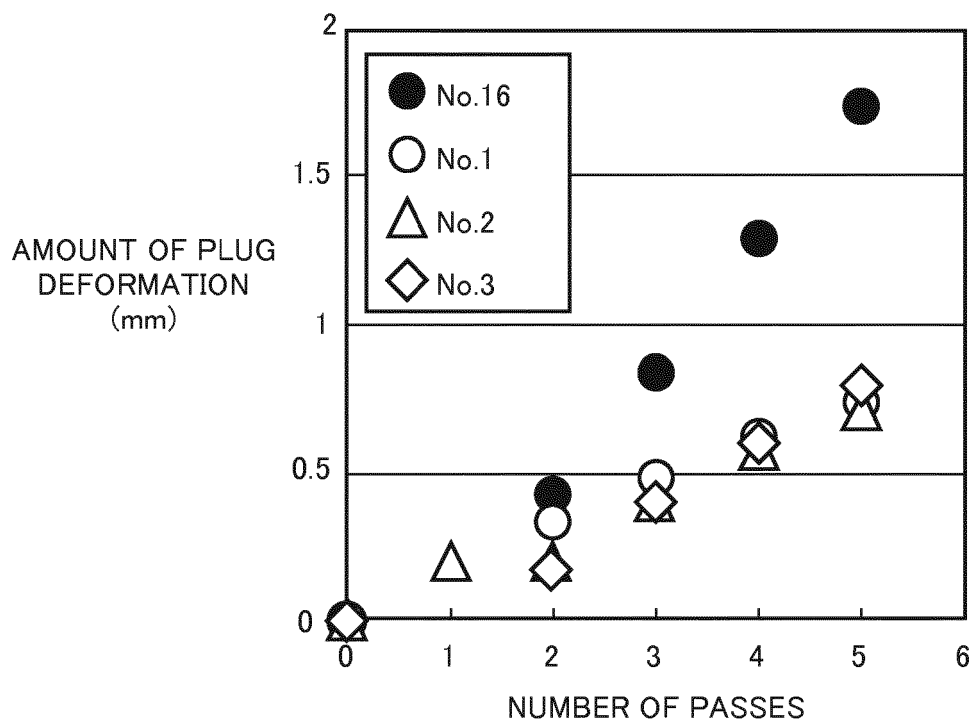 2
No.16
No.1
1.5
No.2
AMOUNT OF PLUG
DEFORMATION
(mm)
No.3
1
0.5
0
0 1 2 3 4 5 6
NUMBER OF PASSES